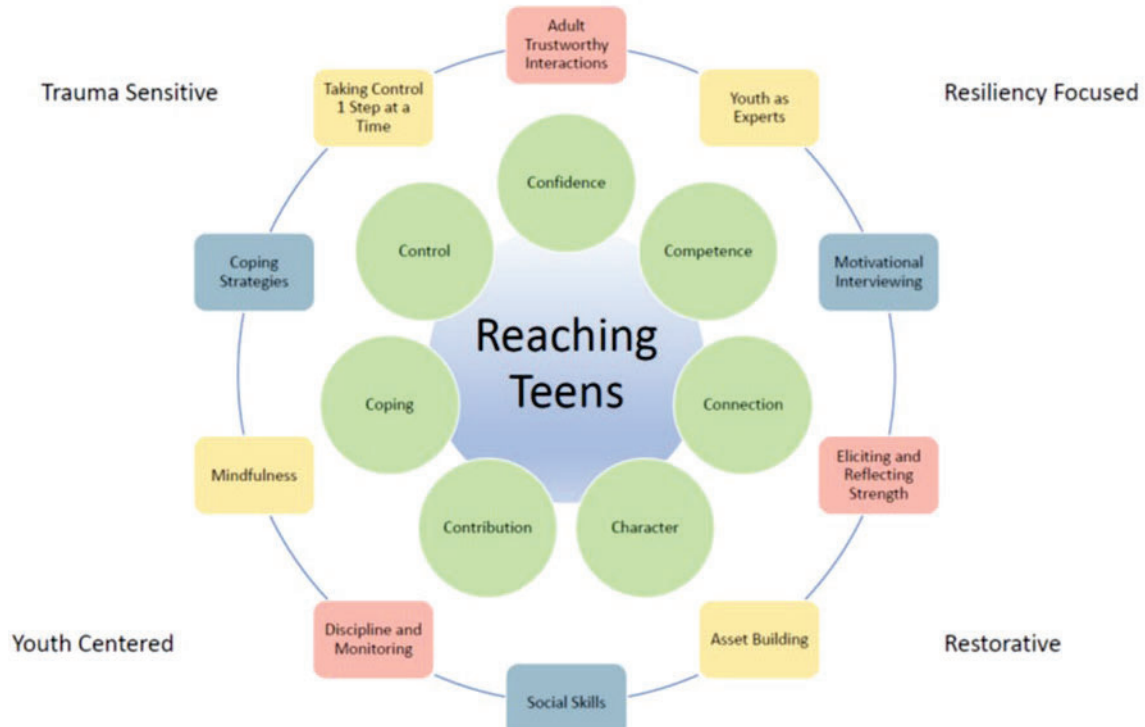 Adult
Trustworthy
Interactions
Trauma Sensitive
Taking Control
1 Step at a
Time
Youth as
Experts
Resiliency Focused
Confidence
Control
Competence
Coping
Strategies
Motivational
Interviewing
Reaching
Teens
Coping
Connection
Mindfulness
Eliciting and
Reflecting
Strength
Contribution
Character
Youth Centered
Discipline and
Monitoring
Asset Building
Restorative
Social Skills